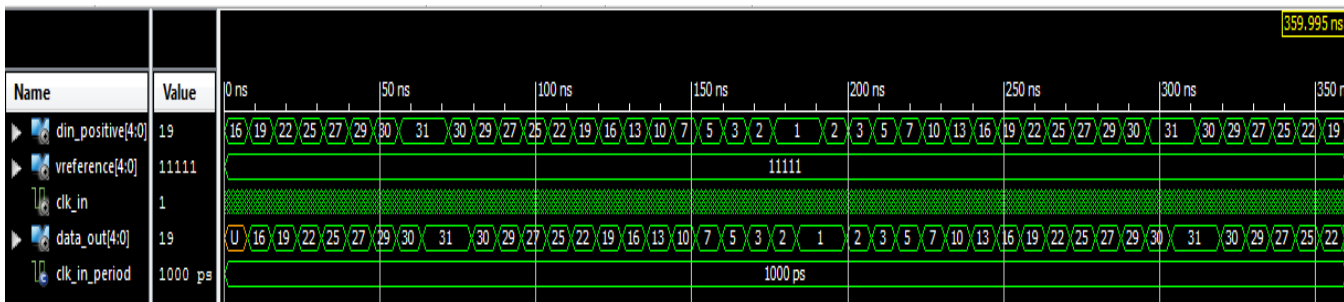 359.995 ns
Name Value 0 ns 50 ns 100 ns 150 ns 200 ns 250 ns 300 ns 350 n
din_positive[4:0] 19 16 19 22 25 27 29 30 31 30 29 27 25 22 19 16 13 10 7 5 3 2 1 2 3 5 7 10 13 16 19 22 25 27 29 30 31 30 29 27 25 22 19
vreference[4:0] 11111 11111
clk_in 1
data_out[4:0] 19 U 16 19 22 25 27 29 30 31 30 29 27 25 22 19 16 13 10 7 5 3 2 1 2 3 5 7 10 13 16 19 22 25 27 29 30 31 30 29 27 25 22
clk_in_period 1000 ps 1000 ps